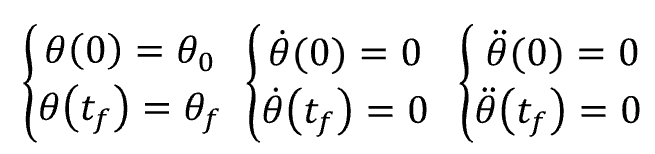 θ(0) = θ₀ θ̇(0) = 0 θ̈(0) = 0
θ(t_f) = θ_f θ̇(t_f) = 0 θ̈(t_f) = 0